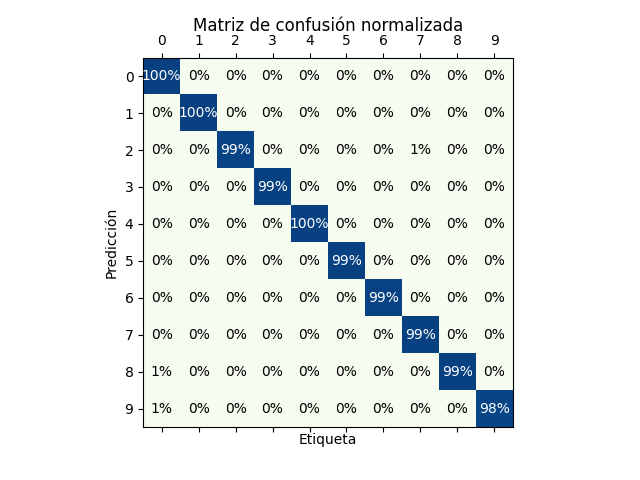 Matriz de confusión normalizada
0 1 2 3 4 5 6 7 8 9
0 100% 0% 0% 0% 0% 0% 0% 0% 0% 0%
1 0% 100% 0% 0% 0% 0% 0% 0% 0% 0%
2 0% 0% 99% 0% 0% 0% 0% 1% 0% 0%
3 0% 0% 0% 99% 0% 0% 0% 0% 0% 0%
4 0% 0% 0% 0% 100% 0% 0% 0% 0% 0%
5 0% 0% 0% 0% 0% 99% 0% 0% 0% 0%
6 0% 0% 0% 0% 0% 0% 99% 0% 0% 0%
7 0% 0% 0% 0% 0% 0% 0% 99% 0% 0%
8 1% 0% 0% 0% 0% 0% 0% 0% 99% 0%
9 1% 0% 0% 0% 0% 0% 0% 0% 0% 98%
Predicción
Etiqueta